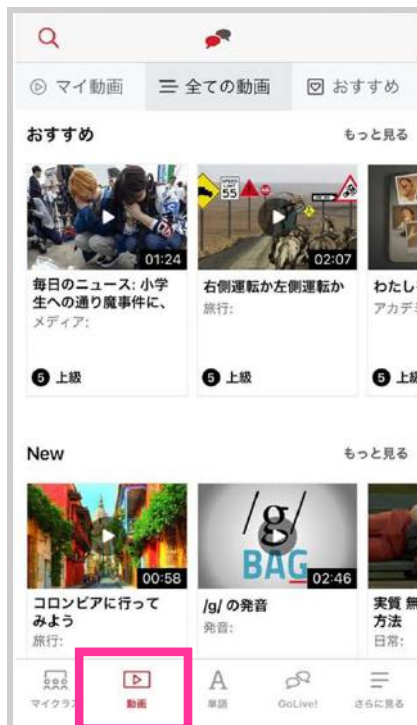 マイ動画 全ての動画 おすすめ
おすすめ もっと見る
SPEED LIMIT 55
01:24 02:07
毎日のニュース: 小学
生への通り魔事件に、
メディア:
右側運転か左側運転か
旅行:
わたし
アカデ
5 上級 5 上級 5 上級
New もっと見る
/g/
BAG
00:58 02:46
コロンビアに行って
みよう
旅行:
/g/ の発音
発音:
実質 無
方法
日常:
マイクラス 動画 A 単語 GoLive! さらに見る